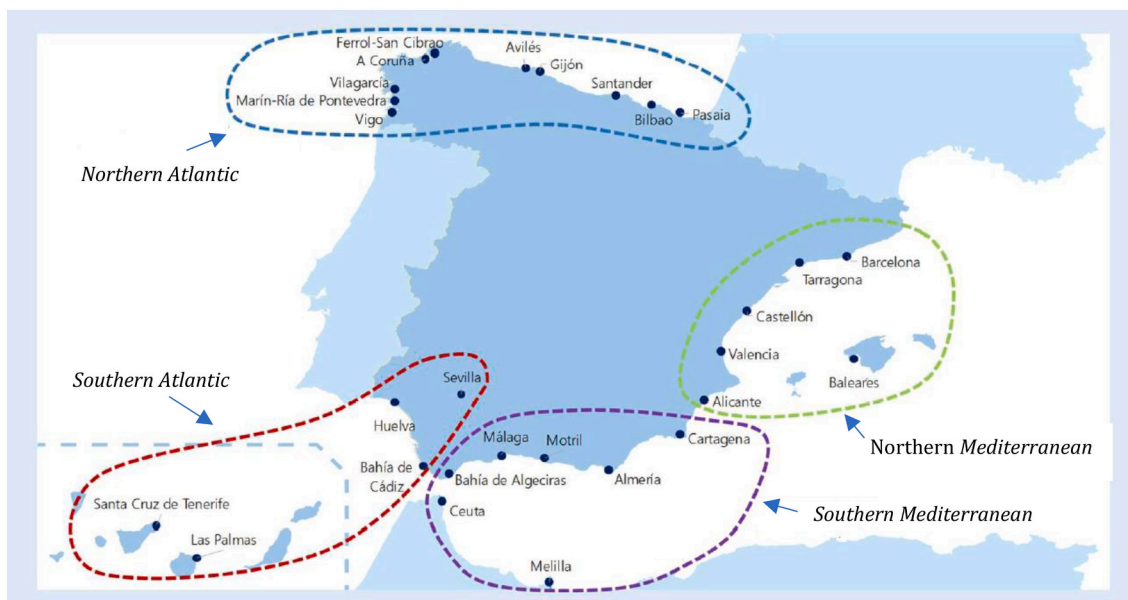 Ferrol-San Cibrao
A Coruña
Avilés
Gijón
Vilagarcía
Santander
Marín-Ría de Pontevedra
Vigo
Bilbao
Pasaia
Northern Atlantic
Barcelona
Tarragona
Castellón
Valencia
Baleares
Southern Atlantic
Sevilla
Alicante
Huelva
Málaga
Motril
Cartagena
Northern Mediterranean
Bahía de
Cádiz
Bahía de Algeciras
Almería
Santa Cruz de Tenerife
Ceuta
Southern Mediterranean
Las Palmas
Melilla